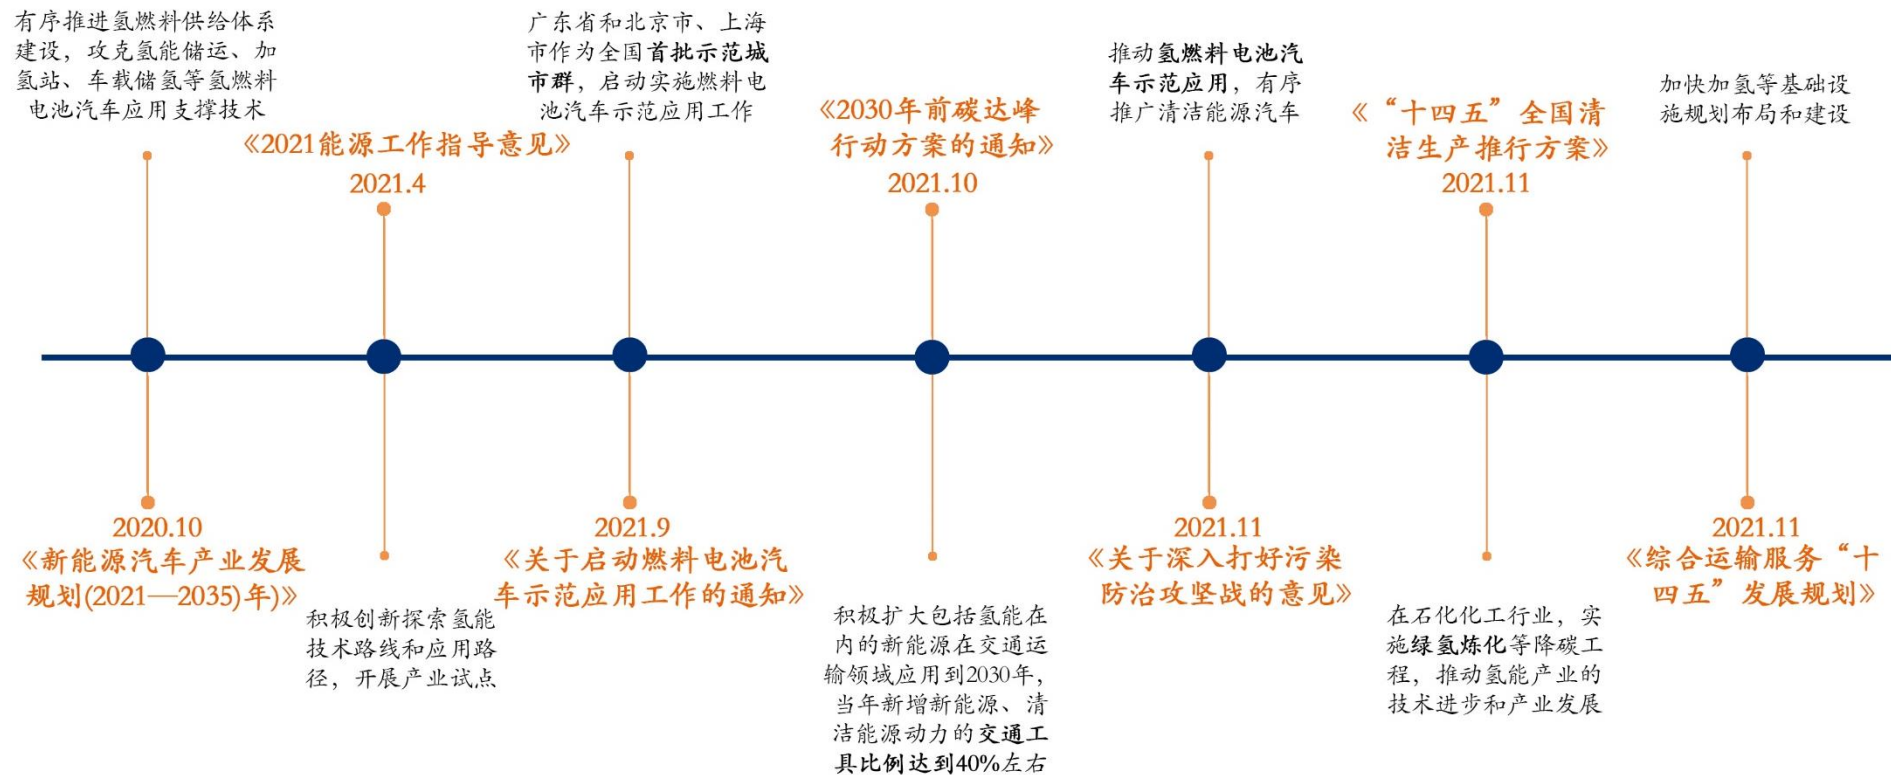 有序推进氢燃料供给体系
建设，攻克氢能储运、加
氢站、车载储氢等氢燃料
电池汽车应用支撑技术
2020.10
《新能源汽车产业发展
规划(2021—2035)年)》
《2021能源工作指导意见》
2021.4
积极创新探索氢能
技术路线和应用路
径，开展产业试点
广东省和北京市、上海
市作为全国首批示范城
市群，启动实施燃料电
池汽车示范应用工作
2021.9
《关于启动燃料电池汽
车示范应用工作的通知》
《2030年前碳达峰
行动方案的通知》
2021.10
积极扩大包括氢能在
内的新能源在交通运
输领域应用到2030年，
当年新增新能源、清
洁能源动力的交通工
具比例达到40%左右
推动氢燃料电池汽
车示范应用，有序
推广清洁能源汽车
2021.11
《关于深入打好污染
防治攻坚战的意见》
《“十四五”全国清
洁生产推行方案》
2021.11
在石化化工行业，实
施绿氢炼化等降碳工
程，推动氢能产业的
技术进步和产业发展
加快加氢等基础设
施规划布局和建设
2021.11
《综合运输服务“十
四五”发展规划》